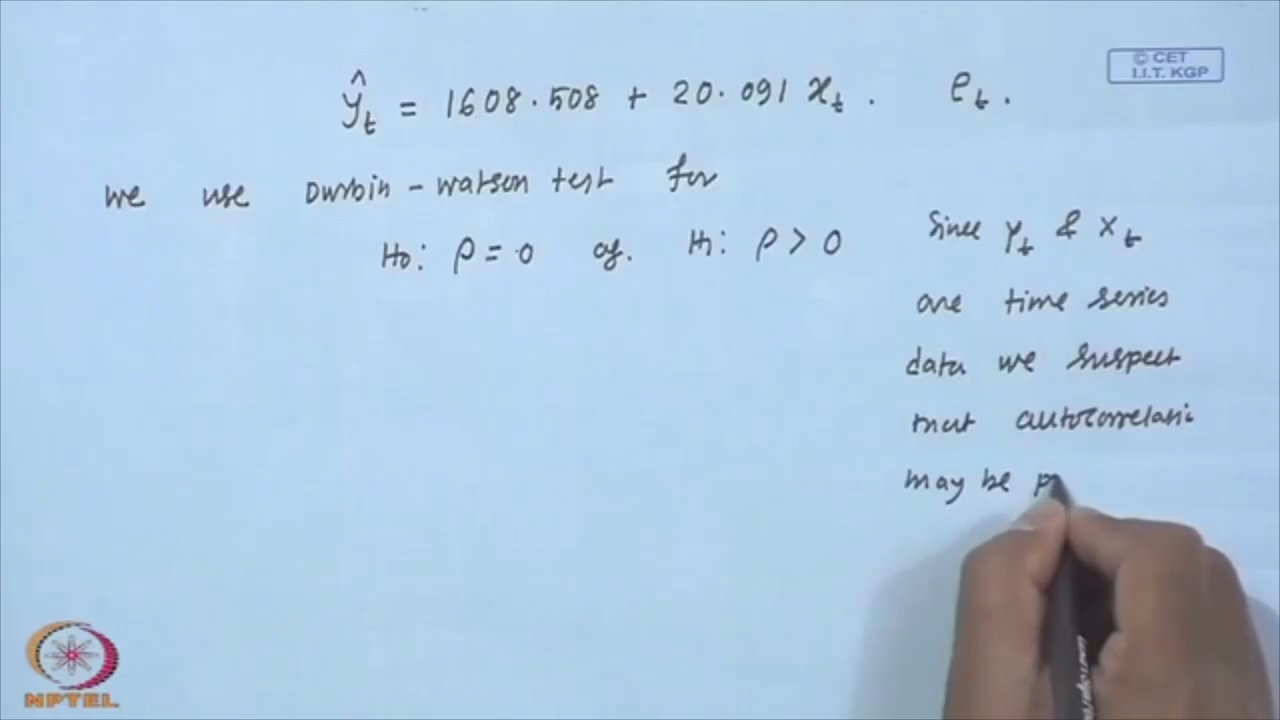 © CET
I.I.T. KGP
ŷ_t = 1608.508 + 20.091 x_t . e_t .
We use Durbin - Watson test for
H0: ρ = 0 ag. H1: ρ > 0
Since y_t & x_t
are time series
data we suspect
that autocorrelati
may be p
NPTEL